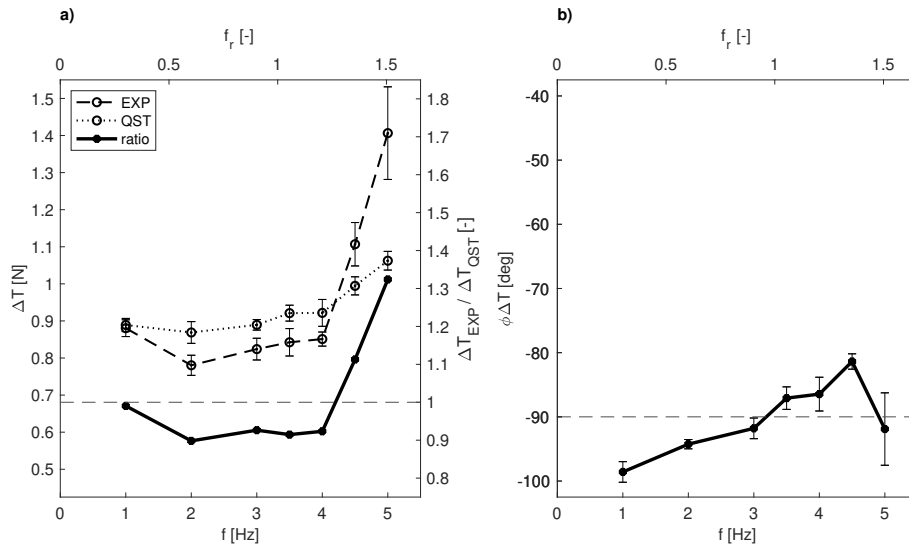 a)
f_r [-]
0 0.5 1 1.5
1.5
1.4
1.3
1.2
1.1
1
0.9
0.8
0.7
0.6
0.5
ΔT [N]
EXP
QST
ratio
1.8
1.7
1.6
1.5
1.4
1.3
1.2
1.1
1
0.9
0.8
ΔT_EXP / ΔT_QST [-]
0 1 2 3 4 5
f [Hz]
b)
f_r [-]
0 0.5 1 1.5
-40
-50
-60
-70
-80
-90
-100
ϕΔT [deg]
0 1 2 3 4 5
f [Hz]